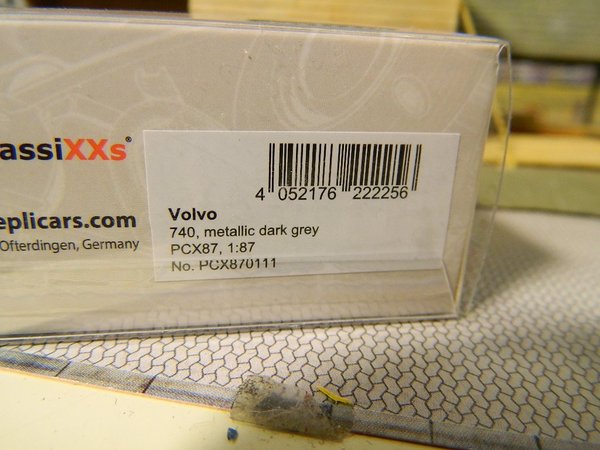 assiXXs®
4 052176 222256
eplicars.com
Ofterdingen, Germany
Volvo
740, metallic dark grey
PCX87, 1:87
No. PCX870111